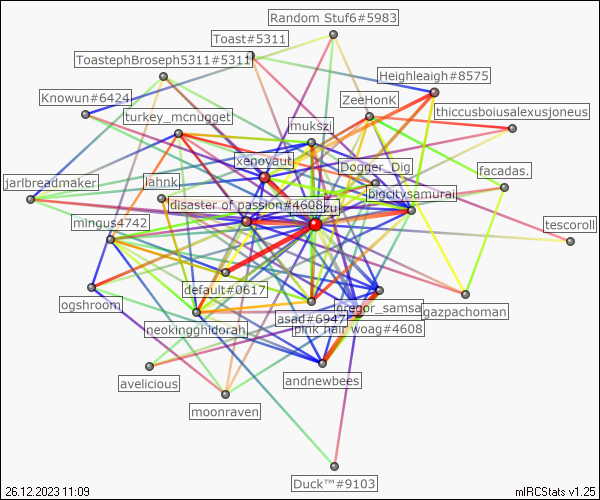 Random Stuf6#5983
Toast#5311
ToastephBroseph5311#5311
Heighleaigh#8575
Knowun#6424
ZeeHonK
thiccusboiusalexusjoneus
turkey_mcnugget
mukszi
xenovaut
Dogger_Dig
facadas.
jarlbreadmaker
lahnk
bigcitysamurai
disaster of passion#4608
zu
mingus4742
tescoroll
default#0617
ogshroom
gregor_samsa
gazpachoman
asad#6947
neokingghidorah
pink hair woag#4608
avelicious
andnewbees
moonraven
Duck™#9103
26.12.2023 11:09
mIRCStats v1.25